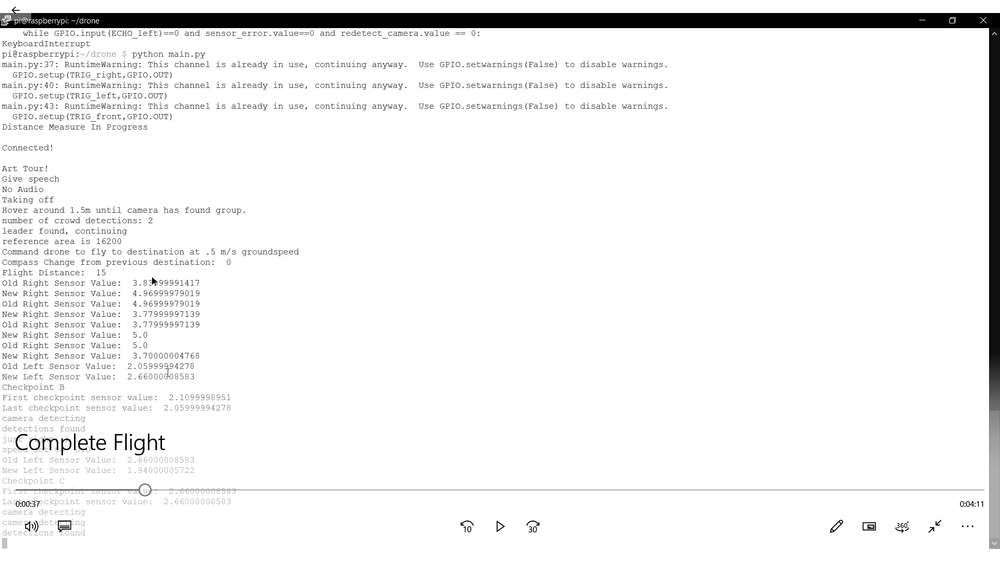 pi@raspberrypi: ~/drone
while GPIO.input(ECHO_left)==0 and sensor_error.value==0 and redetect_camera.value == 0:
KeyboardInterrupt
pi@raspberrypi:~/drone $ python main.py
main.py:37: RuntimeWarning: This channel is already in use, continuing anyway.  Use GPIO.setwarnings(False) to disable warnings.
GPIO.setup(TRIG_right,GPIO.OUT)
main.py:40: RuntimeWarning: This channel is already in use, continuing anyway.  Use GPIO.setwarnings(False) to disable warnings.
GPIO.setup(TRIG_left,GPIO.OUT)
main.py:43: RuntimeWarning: This channel is already in use, continuing anyway.  Use GPIO.setwarnings(False) to disable warnings.
GPIO.setup(TRIG_front,GPIO.OUT)
Distance Measure In Progress
Connected!
Art Tour!
Give speech
No Audio
Taking off
Hover around 1.5m until camera has found group.
number of crowd detections: 2
leader found, continuing
reference area is 16200
Command drone to fly to destination at .5 m/s groundspeed
Compass Change from previous destination:  0
Flight Distance:  15
Old Right Sensor Value:
New Right Sensor Value:  4.96999979019
Old Right Sensor Value:  4.96999979019
New Right Sensor Value:  3.77999997139
Old Right Sensor Value:  3.77999997139
New Right Sensor Value:  5.0
Old Right Sensor Value:  5.0
New Right Sensor Value:  3.70000004768
Old Left Sensor Value:  2.05999994278
New Left Sensor Value:  2.66000008583
Checkpoint B
First checkpoint sensor value:  2.1099998951
Last checkpoint sensor value:  2.05999994278
camera detecting
detections found
Complete Flight
Old Left Sensor Value:  2.66000008583
New Left Sensor Value:  1.94000005722
Checkpoint C
First checkpoint sensor value:  2.66000008583
Last checkpoint sensor value:  2.66000008583
0:00:37
0:04:11
camera detecting
camera detecting
detections found
10
30
360°